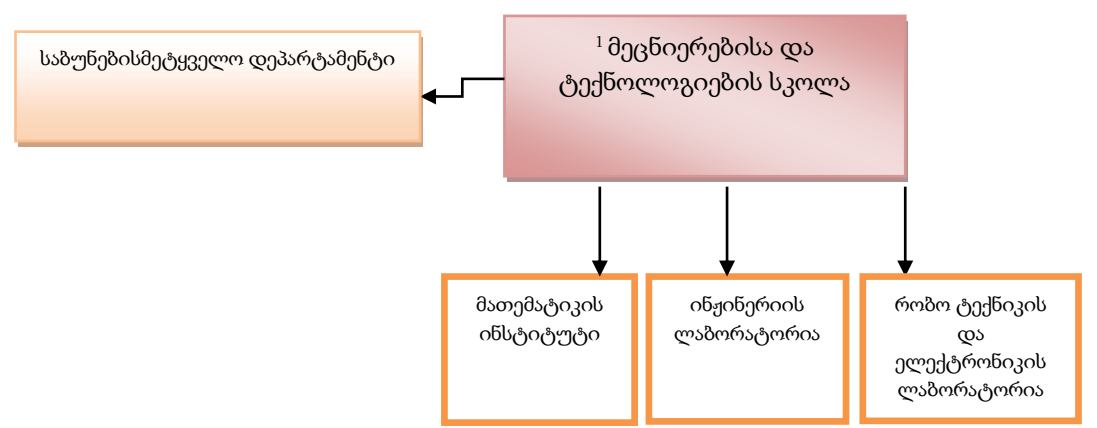 საბუნებისმეტყველო დეპარტამენტი
¹ მეცნიერებისა და
ტექნოლოგიების სკოლა
მათემატიკის
ინსტიტუტი
ინჟინერიის
ლაბორატორია
რობო ტექნიკის
და
ელექტრონიკის
ლაბორატორია